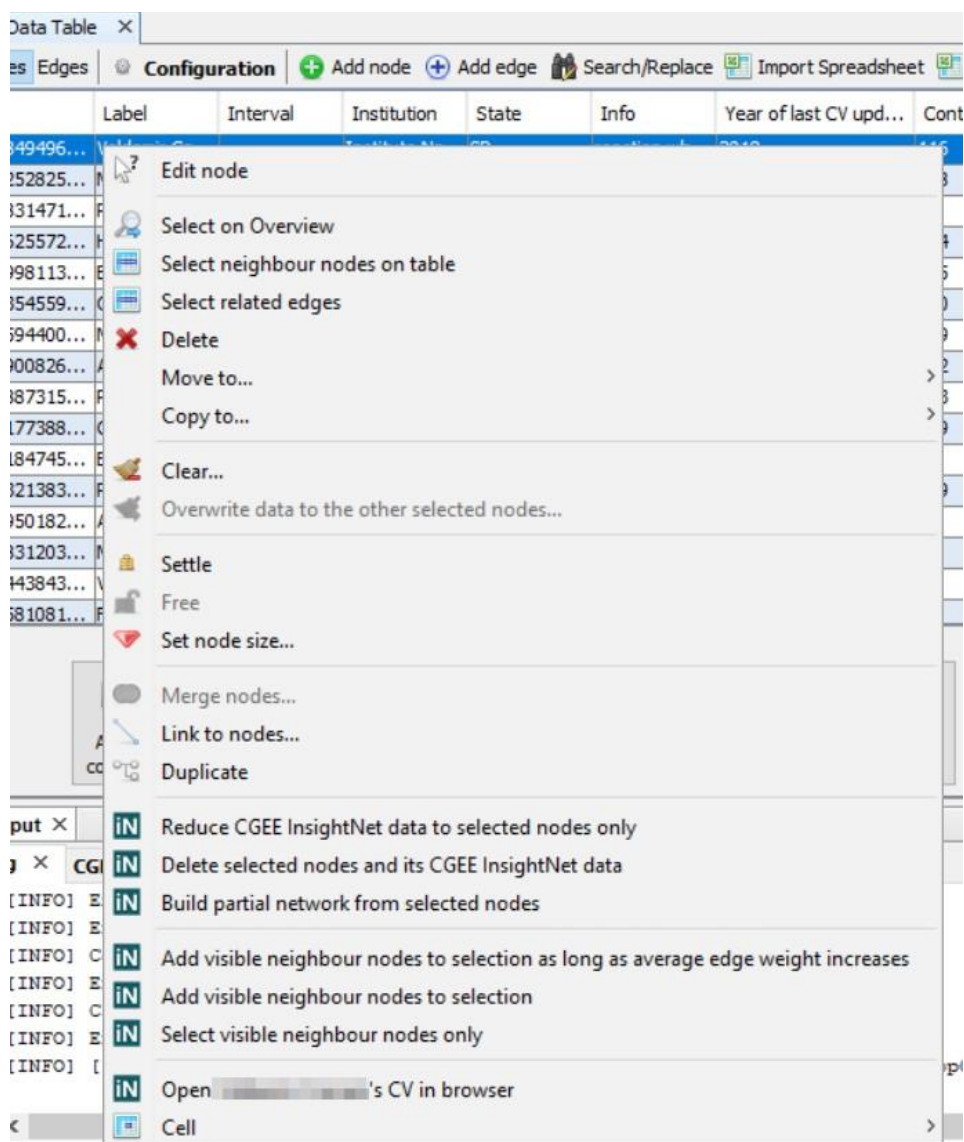 Data Table ×
es Edges Configuration Add node Add edge Search/Replace Import Spreadsheet
Label Interval Institution State Info Year of last CV upd... Cont
349496...
252825...
331471...
525572...
998113...
354559...
594400...
900826...
387315...
177388...
184745...
321383...
950182...
331203...
443843...
581081...
Edit node
Select on Overview
Select neighbour nodes on table
Select related edges
Delete
Move to... >
Copy to... >
Clear...
Overwrite data to the other selected nodes...
Settle
Free
Set node size...
Merge nodes...
Link to nodes...
Duplicate
put ×
iN Reduce CGEE InsightNet data to selected nodes only
iN Delete selected nodes and its CGEE InsightNet data
iN Build partial network from selected nodes
iN Add visible neighbour nodes to selection as long as average edge weight increases
iN Add visible neighbour nodes to selection
iN Select visible neighbour nodes only
iN Open 's CV in browser
Cell >
[INFO] E
[INFO] E
[INFO] C
[INFO] E
[INFO] C
[INFO] E
[INFO] [